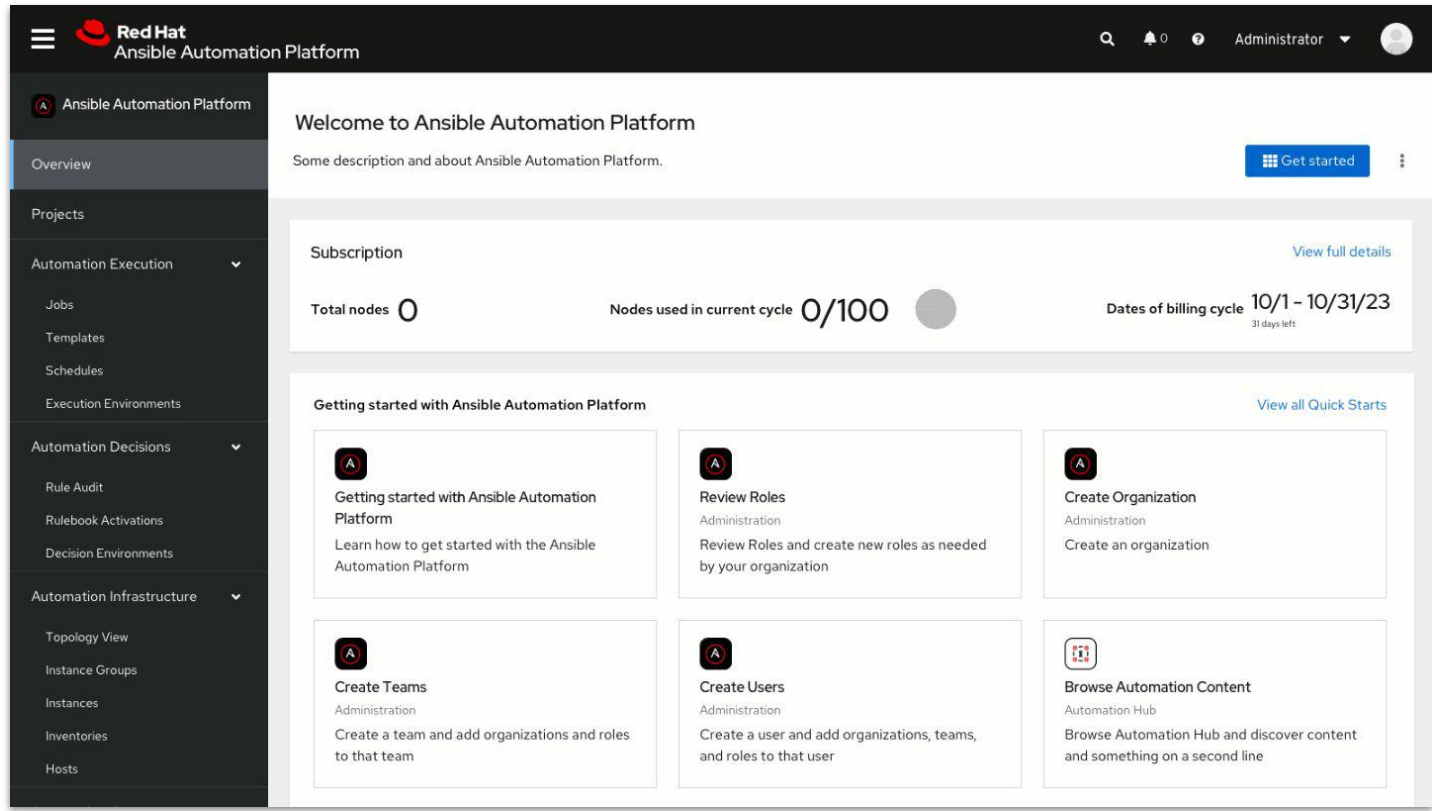 Red Hat
Ansible Automation Platform
0
Administrator
Ansible Automation Platform
Overview
Projects
Automation Execution
Jobs
Templates
Schedules
Execution Environments
Automation Decisions
Rule Audit
Rulebook Activations
Decision Environments
Automation Infrastructure
Topology View
Instance Groups
Instances
Inventories
Hosts
Welcome to Ansible Automation Platform
Some description and about Ansible Automation Platform.
Get started
Subscription
View full details
Total nodes 0
Nodes used in current cycle 0/100
Dates of billing cycle 10/1 - 10/31/23
31 days left
Getting started with Ansible Automation Platform
View all Quick Starts
Getting started with Ansible Automation
Platform
Learn how to get started with the Ansible
Automation Platform
Review Roles
Administration
Review Roles and create new roles as needed
by your organization
Create Organization
Administration
Create an organization
Create Teams
Administration
Create a team and add organizations and roles
to that team
Create Users
Administration
Create a user and add organizations, teams,
and roles to that user
Browse Automation Content
Automation Hub
Browse Automation Hub and discover content
and something on a second line